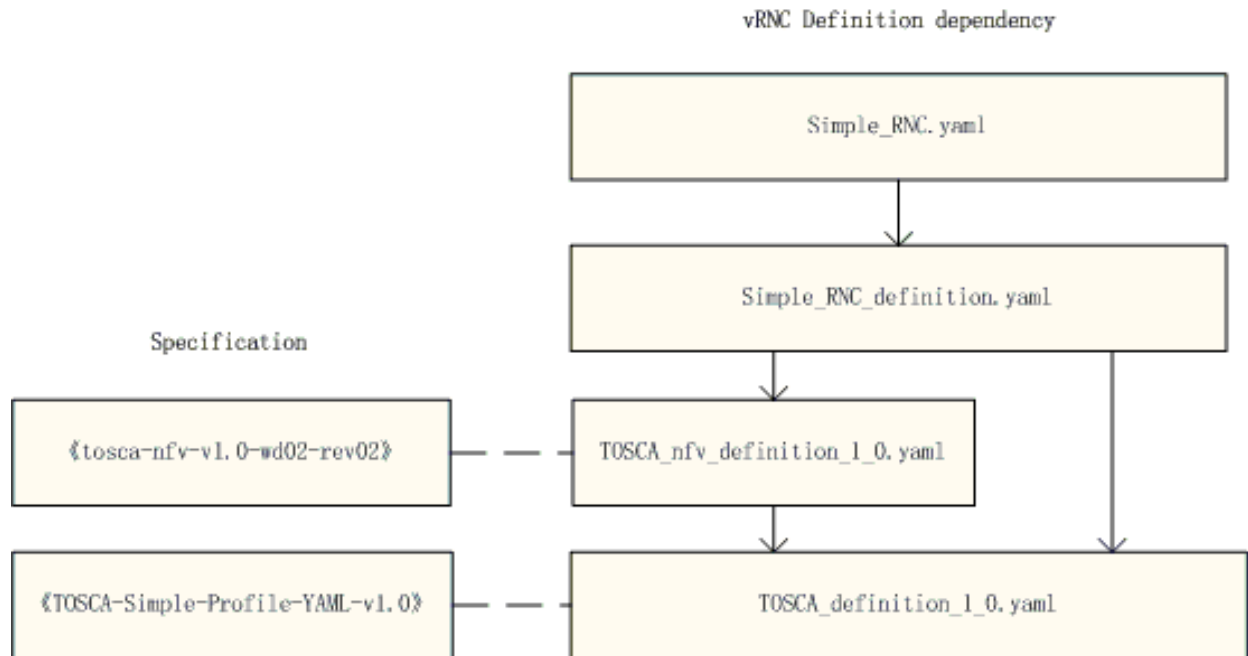 vRNC Definition dependency
Simple_RNC.yaml
Simple_RNC_definition.yaml
Specification
《tosca-nfv-v1.0-wd02-rev02》
TOSCA_nfv_definition_1_0.yaml
《TOSCA-Simple-Profile-YAML-v1.0》
TOSCA_definition_1_0.yaml